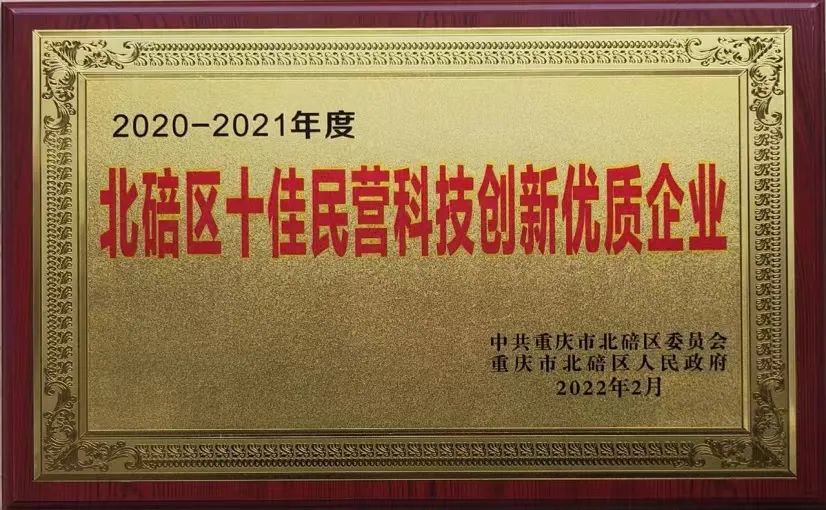 2020-2021年度
北碚区十佳民营科技创新优质企业
中共重庆市北碚区委员会
重庆市北碚区人民政府
2022年2月